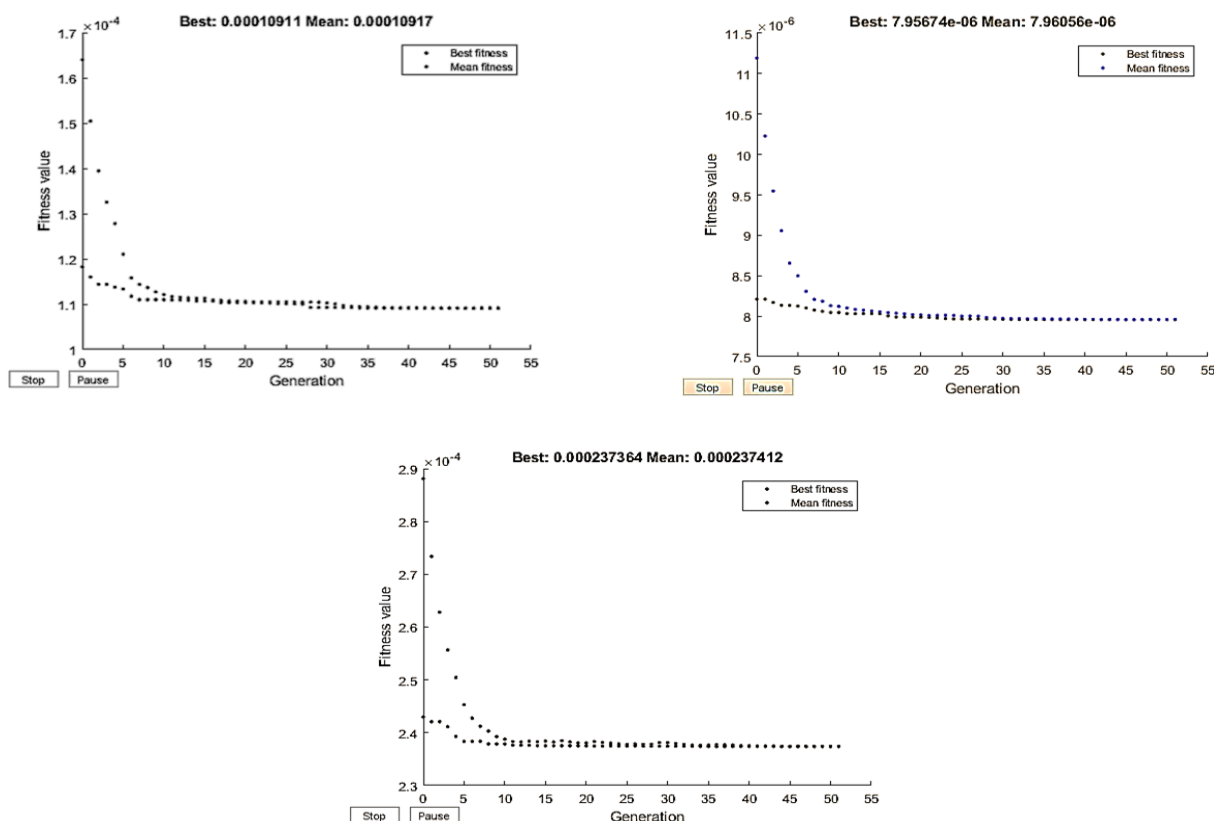 Best: 0.00010911 Mean: 0.00010917
×10⁻⁴
1.7
1.6
1.5
1.4
1.3
1.2
1.1
1
Fitness value
Best fitness
Mean fitness
0 5 10 15 20 25 30 35 40 45 50 55
Generation
Stop Pause
Best: 7.95674e-06 Mean: 7.96056e-06
×10⁻⁶
11.5
11
10.5
10
9.5
9
8.5
8
7.5
Fitness value
Best fitness
Mean fitness
0 5 10 15 20 25 30 35 40 45 50 55
Generation
Stop Pause
Best: 0.000237364 Mean: 0.000237412
×10⁻⁴
2.9
2.8
2.7
2.6
2.5
2.4
2.3
Fitness value
Best fitness
Mean fitness
0 5 10 15 20 25 30 35 40 45 50 55
Generation
Stop Pause